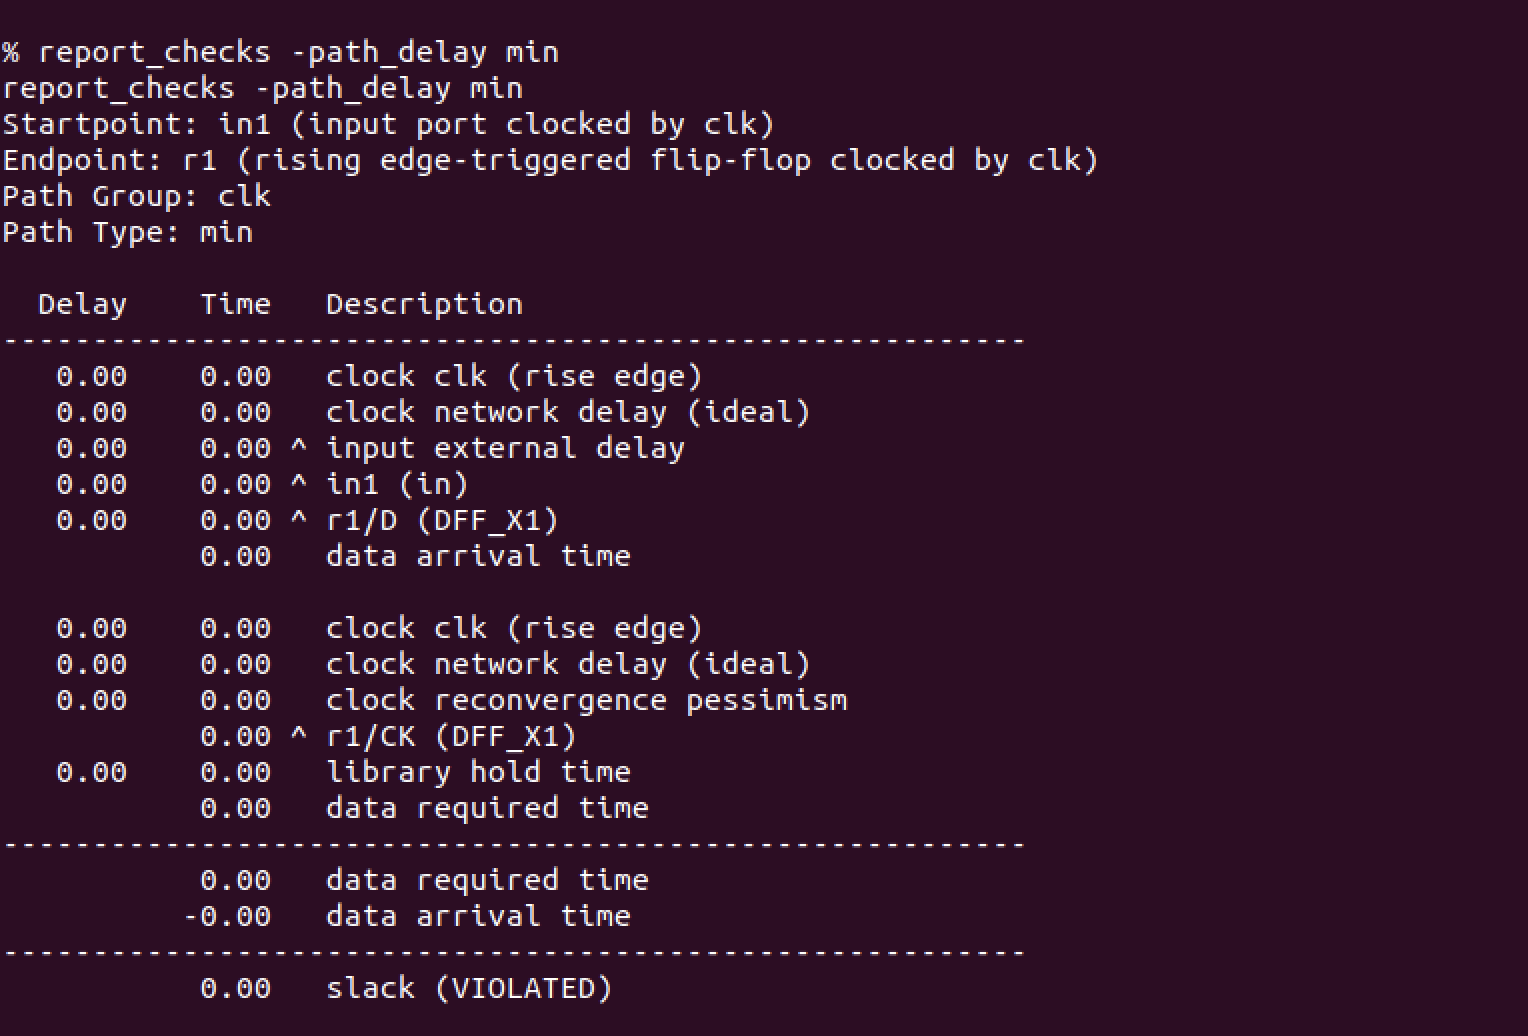 % report_checks -path_delay min
report_checks -path_delay min
Startpoint: in1 (input port clocked by clk)
Endpoint: r1 (rising edge-triggered flip-flop clocked by clk)
Path Group: clk
Path Type: min

  Delay    Time   Description
---------------------------------------------------------
   0.00    0.00   clock clk (rise edge)
   0.00    0.00   clock network delay (ideal)
   0.00    0.00 ^ input external delay
   0.00    0.00 ^ in1 (in)
   0.00    0.00 ^ r1/D (DFF_X1)
           0.00   data arrival time

   0.00    0.00   clock clk (rise edge)
   0.00    0.00   clock network delay (ideal)
   0.00    0.00   clock reconvergence pessimism
           0.00 ^ r1/CK (DFF_X1)
   0.00    0.00   library hold time
           0.00   data required time
---------------------------------------------------------
           0.00   data required time
          -0.00   data arrival time
---------------------------------------------------------
           0.00   slack (VIOLATED)